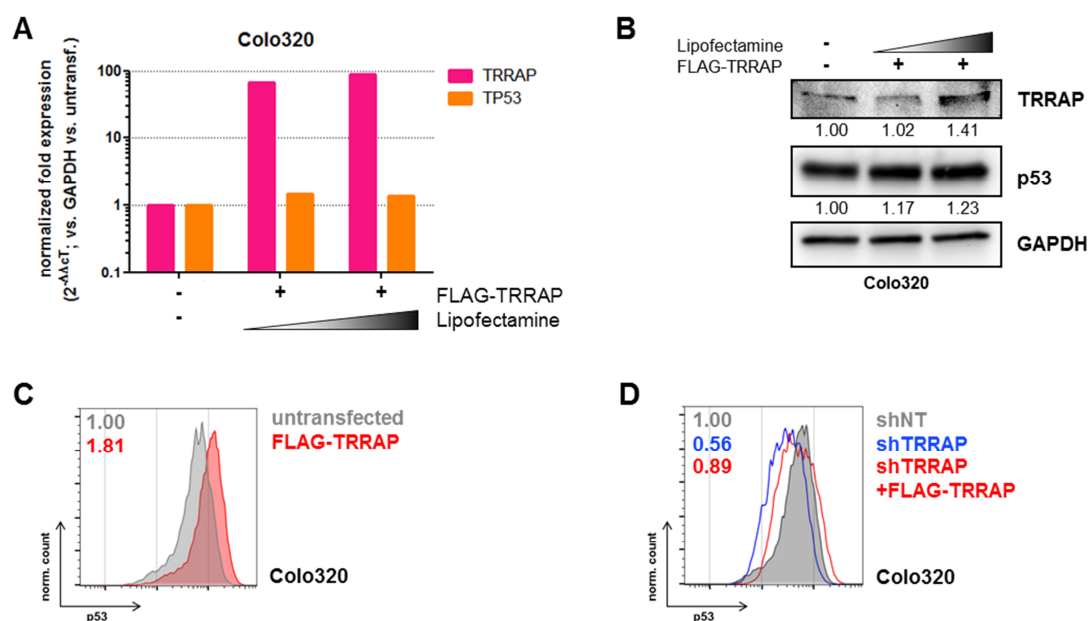 A
Colo320
normalized fold expression
(2^-ΔΔcT; vs. GAPDH vs. untransf.)
100
10
1
0.1
TRRAP
TP53
- + + FLAG-TRRAP
- Lipofectamine
B
Lipofectamine -
FLAG-TRRAP - + +
TRRAP
1.00 1.02 1.41
p53
1.00 1.17 1.23
GAPDH
Colo320
C
1.00 untransfected
1.81 FLAG-TRRAP
norm. count
Colo320
p53
D
1.00 shNT
0.56 shTRRAP
0.89 shTRRAP
+FLAG-TRRAP
norm. count
Colo320
p53